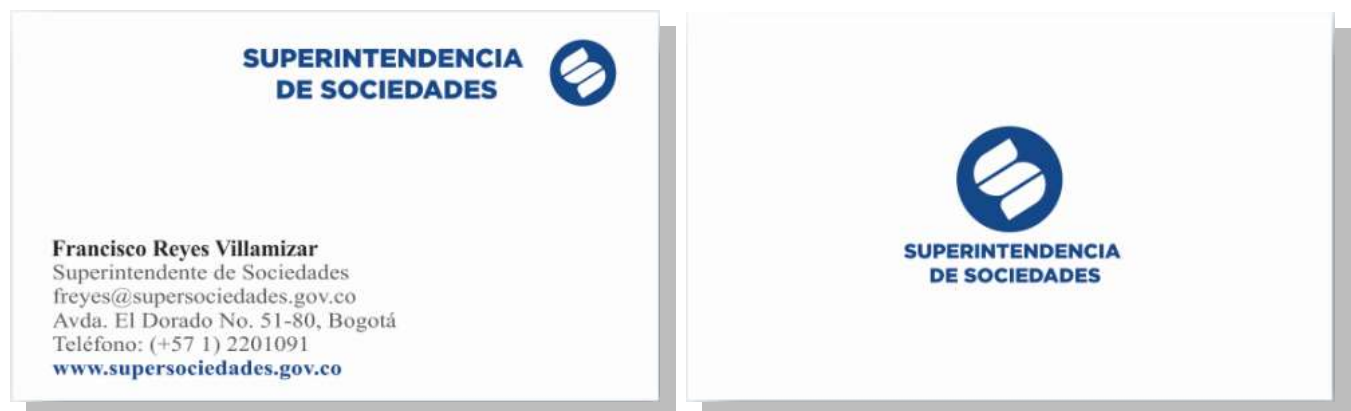 SUPERINTENDENCIA
DE SOCIEDADES
Francisco Reyes Villamizar
Superintendente de Sociedades
freyes@supersociedades.gov.co
Avda. El Dorado No. 51-80, Bogotá
Teléfono: (+57 1) 2201091
www.supersociedades.gov.co
SUPERINTENDENCIA
DE SOCIEDADES